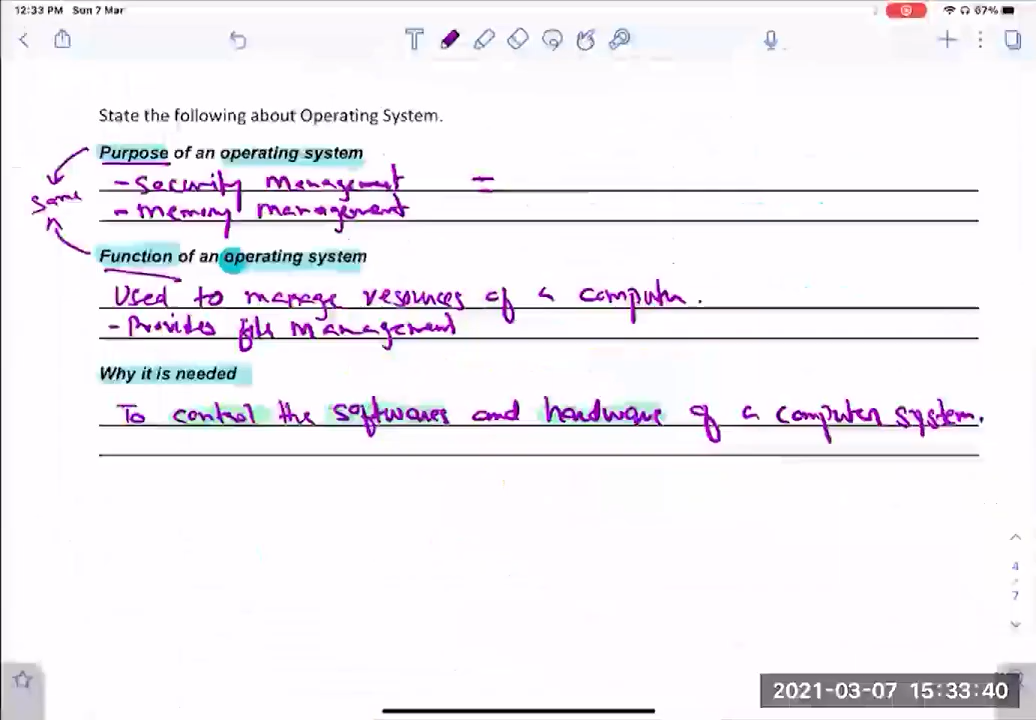 12:33 PM Sun 7 Mar
67%
State the following about Operating System.
Purpose of an operating system
- Security Management =
- Memory Management
Same
Function of an operating system
Used to manage resources of a computer.
- Provides file Management
Why it is needed
To control the softwares and hardware of a computer system.
4
7
2021-03-07 15:33:40